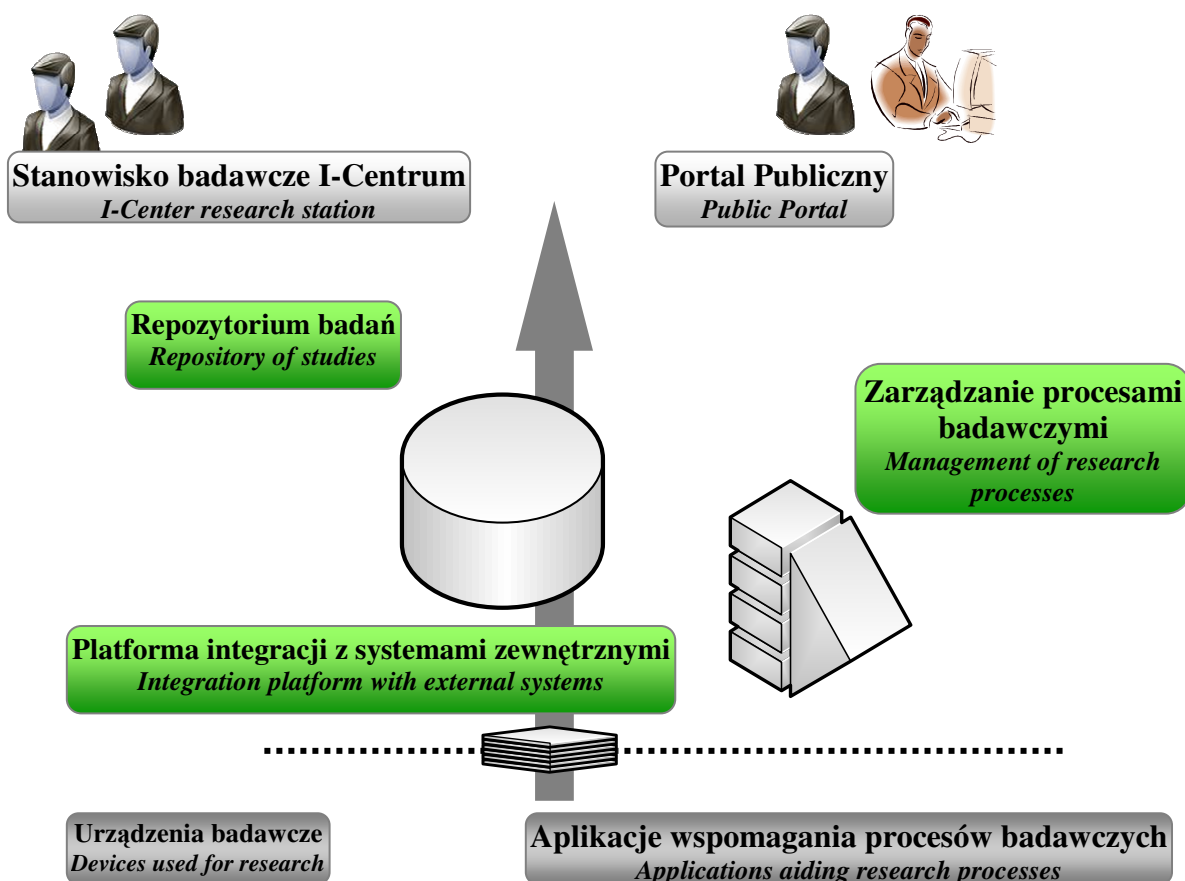 Stanowisko badawcze I-Centrum
I-Center research station
Portal Publiczny
Public Portal
Repozytorium badań
Repository of studies
Zarządzanie procesami
badawczymi
Management of research
processes
Platforma integracji z systemami zewnętrznymi
Integration platform with external systems
Urządzenia badawcze
Devices used for research
Aplikacje wspomagania procesów badawczych
Applications aiding research processes